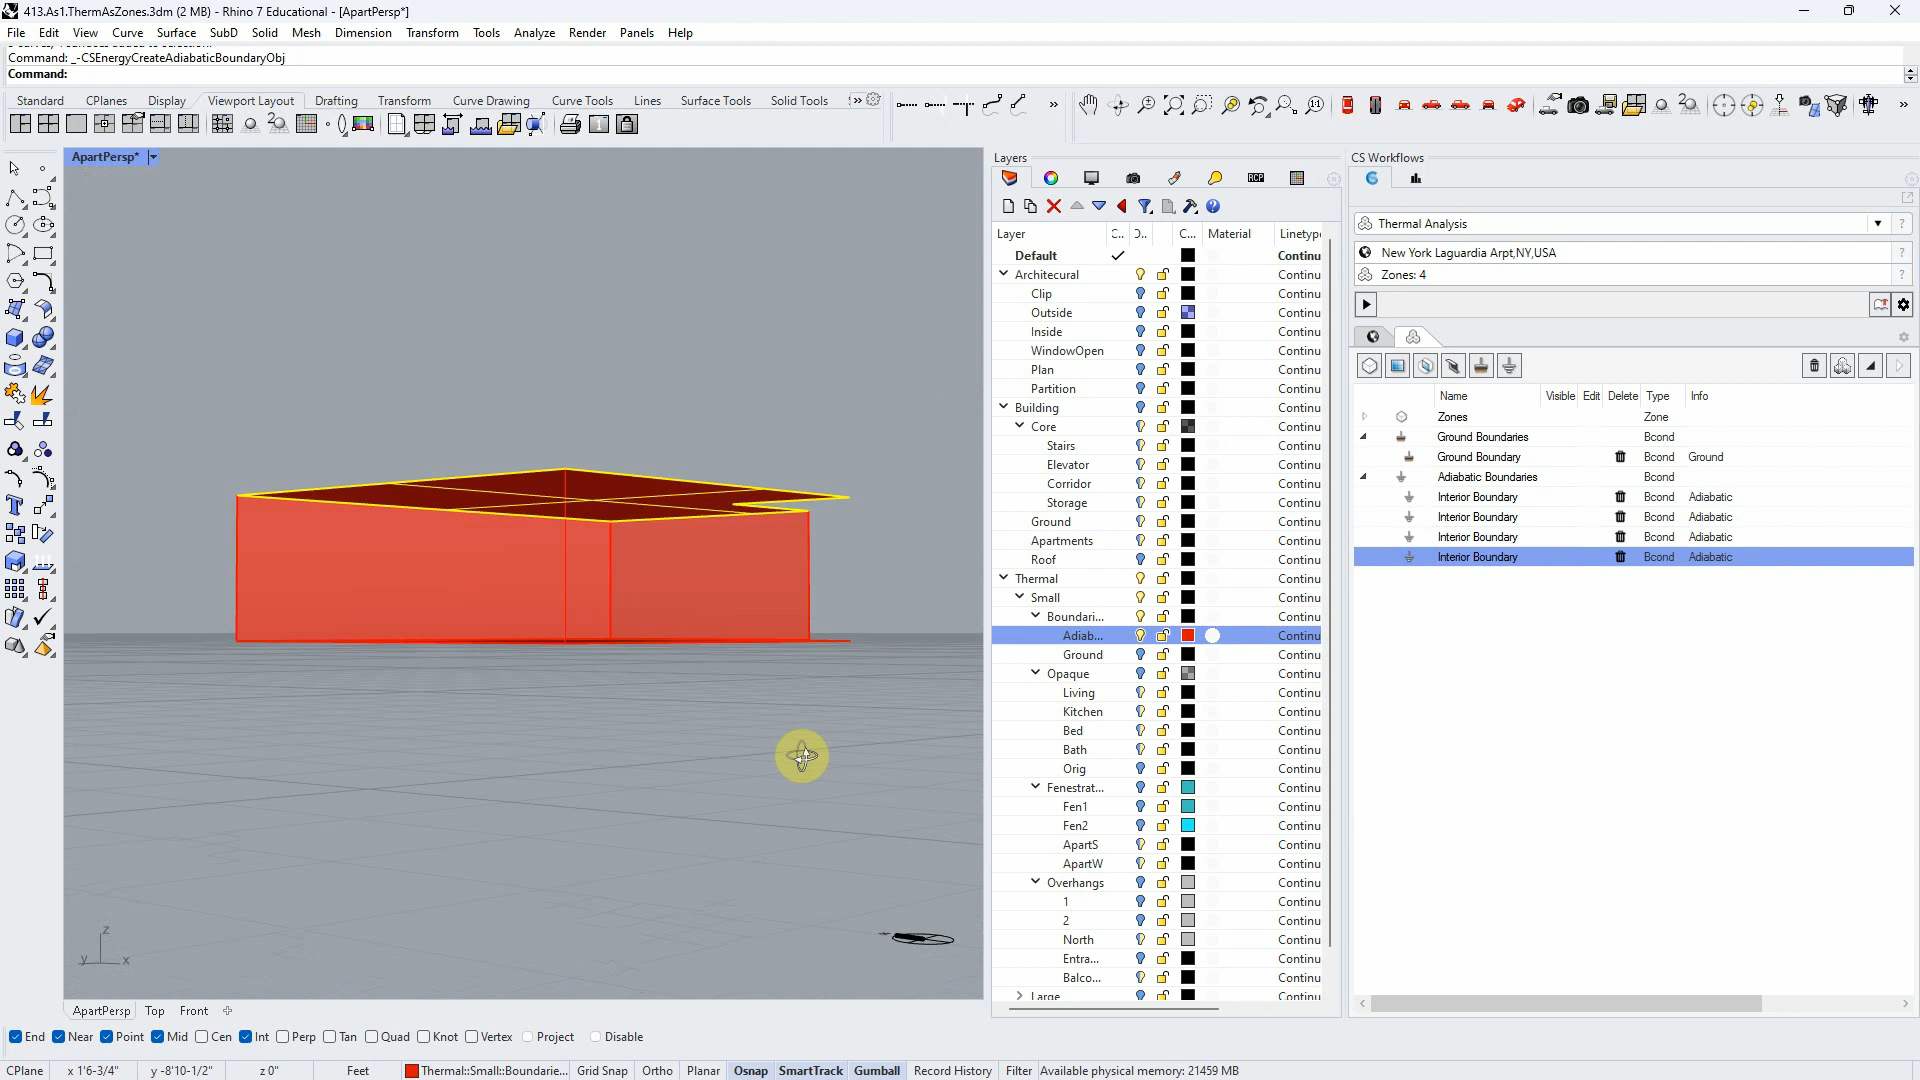 413.As1.ThermAsZones.3dm (2 MB) - Rhino 7 Educational - [ApartPersp*]
File Edit View Curve Surface SubD Solid Mesh Dimension Transform Tools Analyze Render Panels Help
Command: _-CSEnergyCreateAdiabaticBoundaryObj
Command:
Standard CPlanes Display Viewport Layout Drafting Transform Curve Drawing Curve Tools Lines Surface Tools Solid Tools
ApartPersp*
Layers
RCP
Layer C.. C... Material Linetype
Default Continu
Architecural Continu
Clip Continu
Outside Continu
Inside Continu
WindowOpen Continu
Plan Continu
Partition Continu
Building Continu
Core Continu
Stairs Continu
Elevator Continu
Corridor Continu
Storage Continu
Ground Continu
Apartments Continu
Roof Continu
Thermal Continu
Small Continu
Boundari... Continu
Adiab... Continu
Ground Continu
Opaque Continu
Living Continu
Kitchen Continu
Bed Continu
Bath Continu
Orig Continu
Fenestrat... Continu
Fen1 Continu
Fen2 Continu
ApartS Continu
ApartW Continu
Overhangs Continu
1 Continu
2 Continu
North Continu
Entra... Continu
Balco... Continu
Large Continu
CS Workflows
Thermal Analysis ?
New York Laguardia Arpt,NY,USA ?
Zones: 4 ?
Name Visible Edit Delete Type Info
Zones Zone
Ground Boundaries Bcond
Ground Boundary Bcond Ground
Adiabatic Boundaries Bcond
Interior Boundary Bcond Adiabatic
Interior Boundary Bcond Adiabatic
Interior Boundary Bcond Adiabatic
Interior Boundary Bcond Adiabatic
z
y x
ApartPersp Top Front
End Near Point Mid Cen Int Perp Tan Quad Knot Vertex Project Disable
CPlane x 1'6-3/4" y -8'10-1/2" z 0" Feet Thermal::Small::Boundarie... Grid Snap Ortho Planar Osnap SmartTrack Gumball Record History Filter Available physical memory: 21459 MB